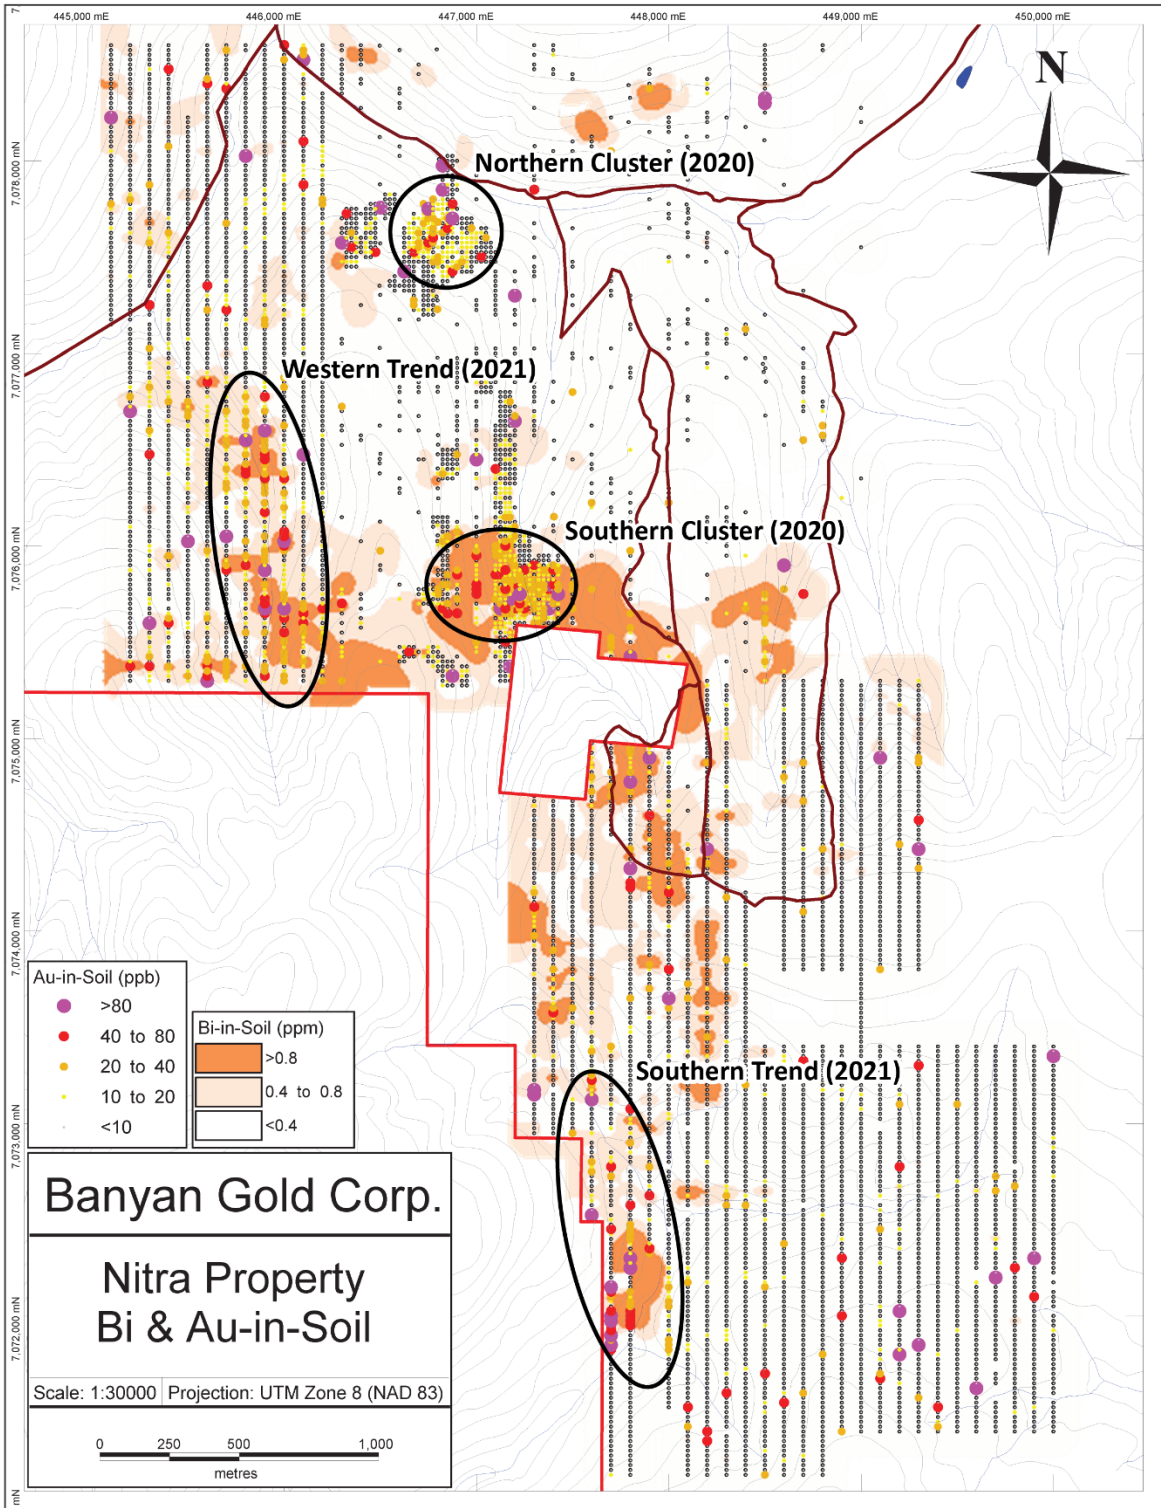 445,000 mE
446,000 mE
447,000 mE
448,000 mE
449,000 mE
450,000 mE
N
7,078,000 mN
Northern Cluster (2020)
7,077,000 mN
Western Trend (2021)
7,076,000 mN
Southern Cluster (2020)
7,075,000 mN
7,074,000 mN
Au-in-Soil (ppb)
>80
40 to 80
20 to 40
10 to 20
<10
Bi-in-Soil (ppm)
>0.8
0.4 to 0.8
<0.4
Southern Trend (2021)
7,073,000 mN
Banyan Gold Corp.
Nitra Property
Bi & Au-in-Soil
7,072,000 mN
Scale: 1:30000
Projection: UTM Zone 8 (NAD 83)
0 250 500 1,000
metres
mN
7